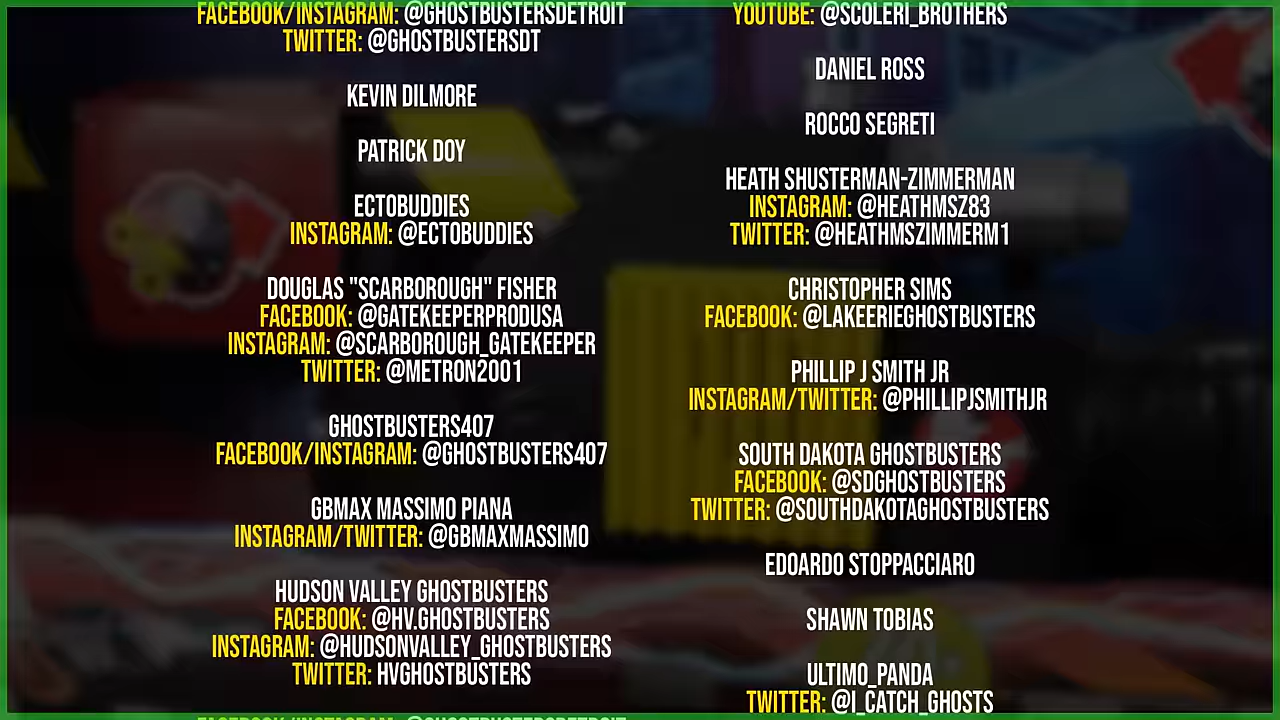 FACEBOOK/INSTAGRAM: @GHOSTBUSTERSDETROIT
TWITTER: @GHOSTBUSTERSDT
KEVIN DILMORE
PATRICK DOY
ECTOBUDDIES
INSTAGRAM: @ECTOBUDDIES
DOUGLAS "SCARBOROUGH" FISHER
FACEBOOK: @GATEKEEPERPRODUSA
INSTAGRAM: @SCARBOROUGH_GATEKEEPER
TWITTER: @METRON2001
GHOSTBUSTERS407
FACEBOOK/INSTAGRAM: @GHOSTBUSTERS407
GBMAX MASSIMO PIANA
INSTAGRAM/TWITTER: @GBMAXMASSIMO
HUDSON VALLEY GHOSTBUSTERS
FACEBOOK: @HV.GHOSTBUSTERS
INSTAGRAM: @HUDSONVALLEY_GHOSTBUSTERS
TWITTER: HVGHOSTBUSTERS
FACEBOOK/INSTAGRAM: @GHOSTBUSTERSDETROIT
YOUTUBE: @SCOLERI_BROTHERS
DANIEL ROSS
ROCCO SEGRETI
HEATH SHUSTERMAN-ZIMMERMAN
INSTAGRAM: @HEATHMSZ83
TWITTER: @HEATHMSZIMMERM1
CHRISTOPHER SIMS
FACEBOOK: @LAKEERIEGHOSTBUSTERS
PHILLIP J SMITH JR
INSTAGRAM/TWITTER: @PHILLIPJSMITHJR
SOUTH DAKOTA GHOSTBUSTERS
FACEBOOK: @SDGHOSTBUSTERS
TWITTER: @SOUTHDAKOTAGHOSTBUSTERS
EDOARDO STOPPACCIARO
SHAWN TOBIAS
ULTIMO_PANDA
TWITTER: @I_CATCH_GHOSTS